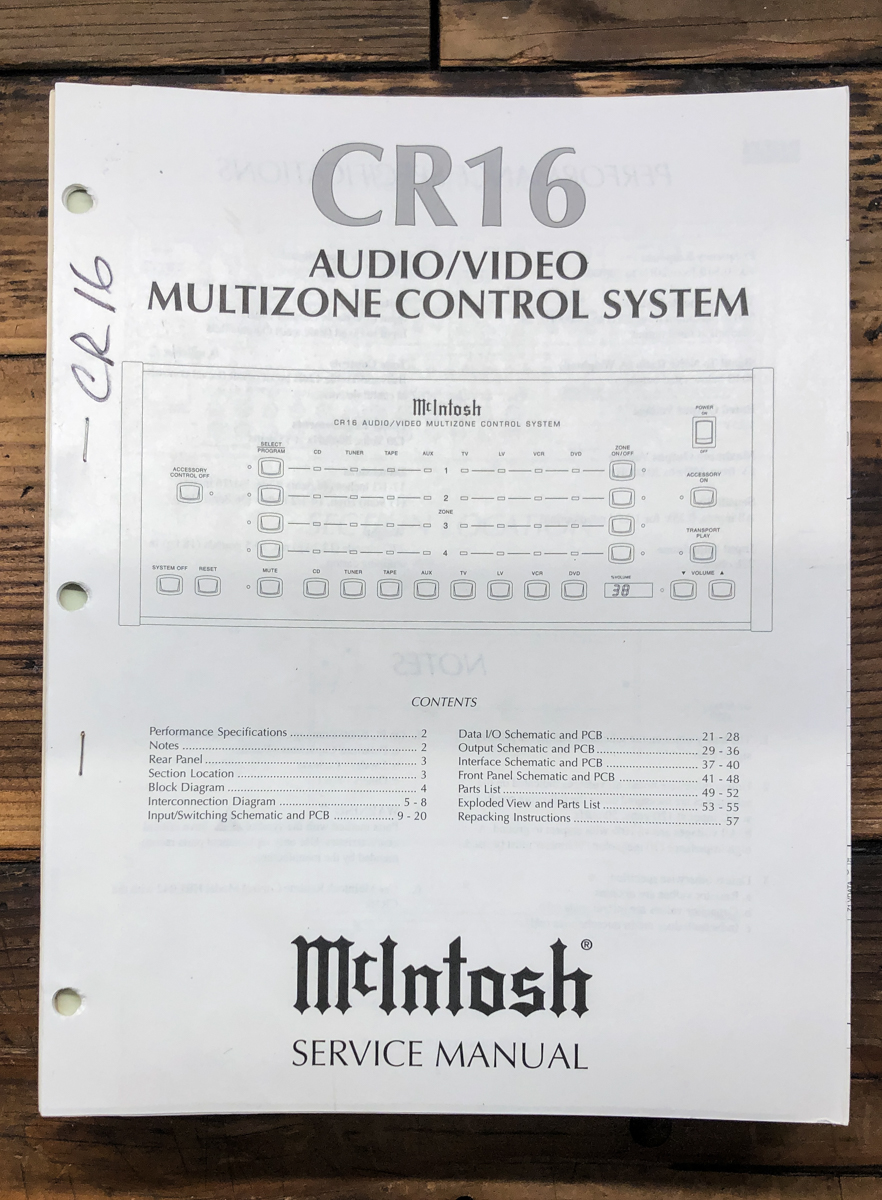 CR16
AUDIO/VIDEO
MULTIZONE CONTROL SYSTEM
— CR 16
McIntosh
CR16 AUDIO/VIDEO MULTIZONE CONTROL SYSTEM
POWER
ON
OFF
SELECT
PROGRAM
CD TUNER TAPE AUX TV LV VCR DVD
ZONE
ON/OFF
ACCESSORY
CONTROL OFF
1
ACCESSORY
ON
2
ZONE
3
TRANSPORT
PLAY
4
SYSTEM OFF RESET MUTE CD TUNER TAPE AUX TV LV VCR DVD %VOLUME ▼ VOLUME ▲
38
CONTENTS
Performance Specifications ................................ 2
Notes ................................ 2
Rear Panel ................................ 3
Section Location ................................ 3
Block Diagram ................................ 4
Interconnection Diagram ................................ 5 - 8
Input/Switching Schematic and PCB ................................ 9 - 20
Data I/O Schematic and PCB ................................ 21 - 28
Output Schematic and PCB ................................ 29 - 36
Interface Schematic and PCB ................................ 37 - 40
Front Panel Schematic and PCB ................................ 41 - 48
Parts List ................................ 49 - 52
Exploded View and Parts List ................................ 53 - 55
Repacking Instructions ................................ 57
McIntosh®
SERVICE MANUAL